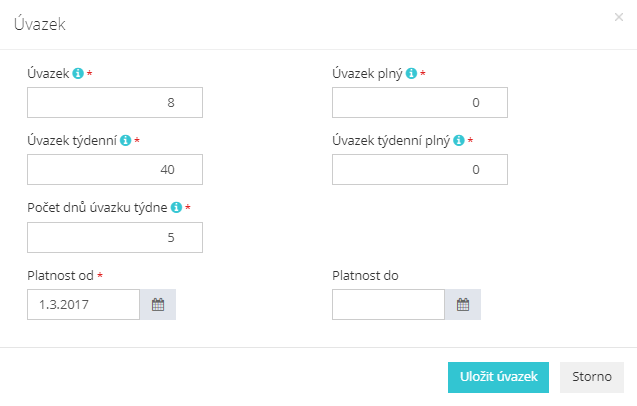 Úvazek ×
Úvazek * Úvazek plný *
8 0
Úvazek týdenní * Úvazek týdenní plný *
40 0
Počet dnů úvazku týdne *
5
Platnost od * Platnost do
1.3.2017
Uložit úvazek Storno